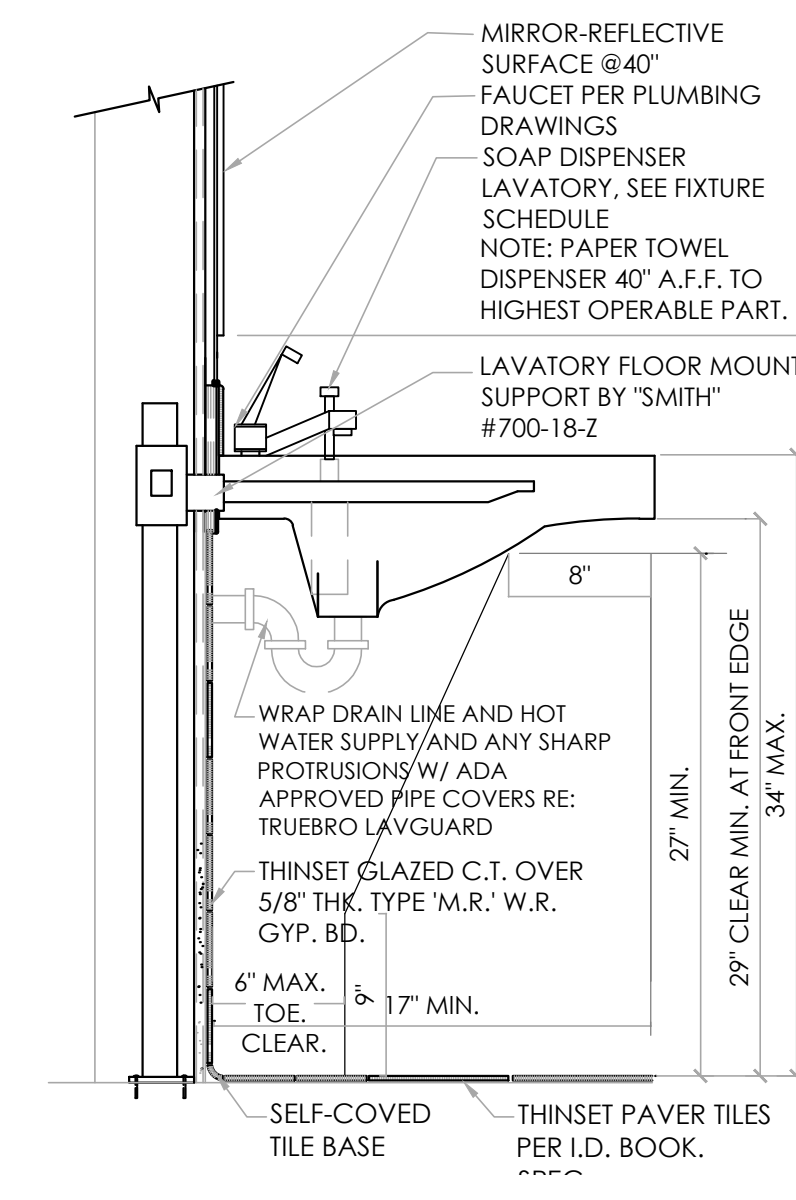 MIRROR-REFLECTIVE
SURFACE @40"
FAUCET PER PLUMBING
DRAWINGS
SOAP DISPENSER
LAVATORY, SEE FIXTURE
SCHEDULE
NOTE: PAPER TOWEL
DISPENSER 40" A.F.F. TO
HIGHEST OPERABLE PART.
LAVATORY FLOOR MOUNT
SUPPORT BY "SMITH"
#700-18-Z
8"
27" MIN.
29" CLEAR MIN. AT FRONT EDGE
34" MAX.
WRAP DRAIN LINE AND HOT
WATER SUPPLY AND ANY SHARP
PROTRUSIONS W/ ADA
APPROVED PIPE COVERS RE:
TRUEBRO LAVGUARD
THINSET GLAZED C.T. OVER
5/8" THK. TYPE 'M.R.' W.R.
GYP. BD.
6" MAX.
TOE.
CLEAR.
9"
17" MIN.
SELF-COVED
TILE BASE
THINSET PAVER TILES
PER I.D. BOOK.